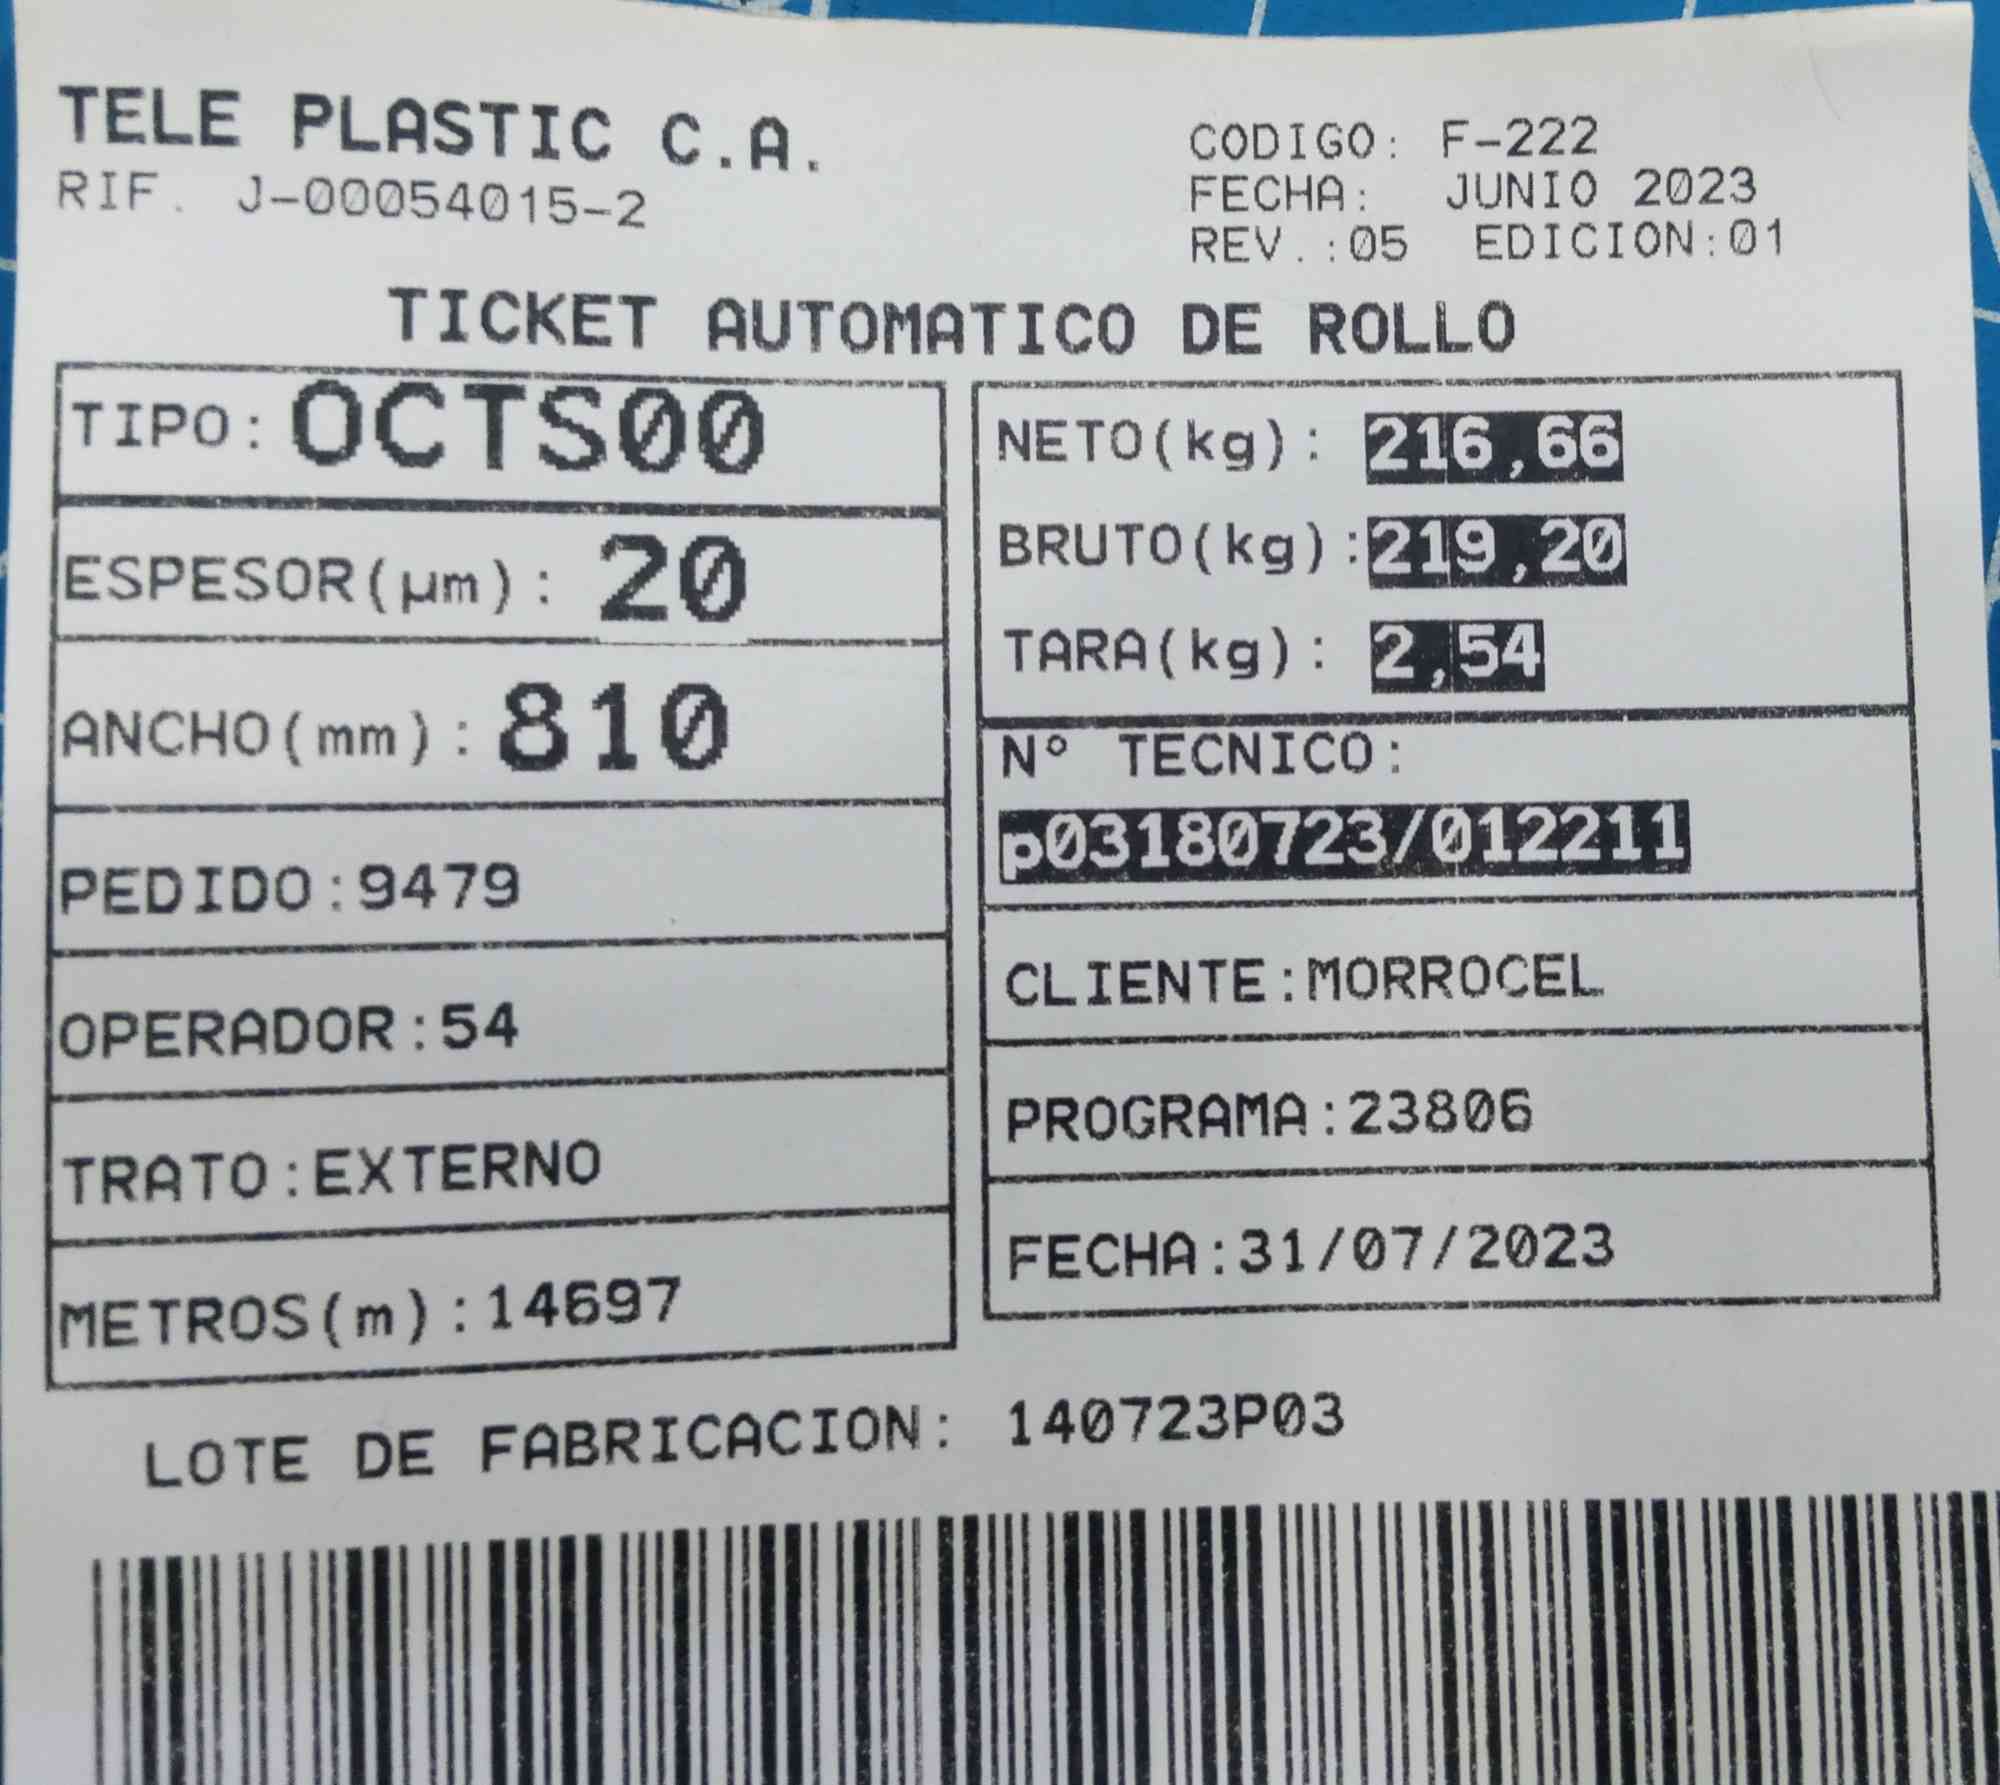 TELE PLASTIC C.A.
RIF. J-00054015-2
CODIGO: F-222
FECHA: JUNIO 2023
REV.:05 EDICION:01
TICKET AUTOMATICO DE ROLLO
TIPO:OCTS00
ESPESOR(µm): 20
ANCHO(mm):810
PEDIDO:9479
OPERADOR:54
TRATO:EXTERNO
METROS(m):14697
NETO(kg): 216,66
BRUTO(kg):219,20
TARA(kg): 2,54
Nº TECNICO:
p03180723/012211
CLIENTE:MORROCEL
PROGRAMA:23806
FECHA:31/07/2023
LOTE DE FABRICACION: 140723P03